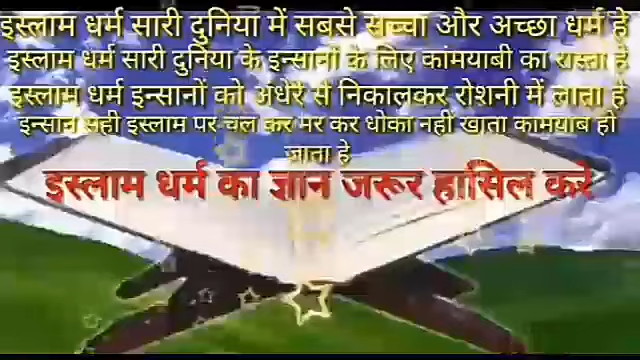 इस्लाम धर्म सारी दुनिया में सबसे सच्चा और अच्छा धर्म हे
इस्लाम धर्म सारी दुनिया के इन्सानों के लिए कांमयाबी का रास्ता हे
इस्लाम धर्म इन्सानों को अंधेरे सें निकालकर रोशनी में लाता हे
इन्सान सही इस्लाम पर चल कर मर कर धोका नहीं खाता कामयाब हो
जाता हे
इस्लाम धर्म का ज्ञान जरूर हासिल करे